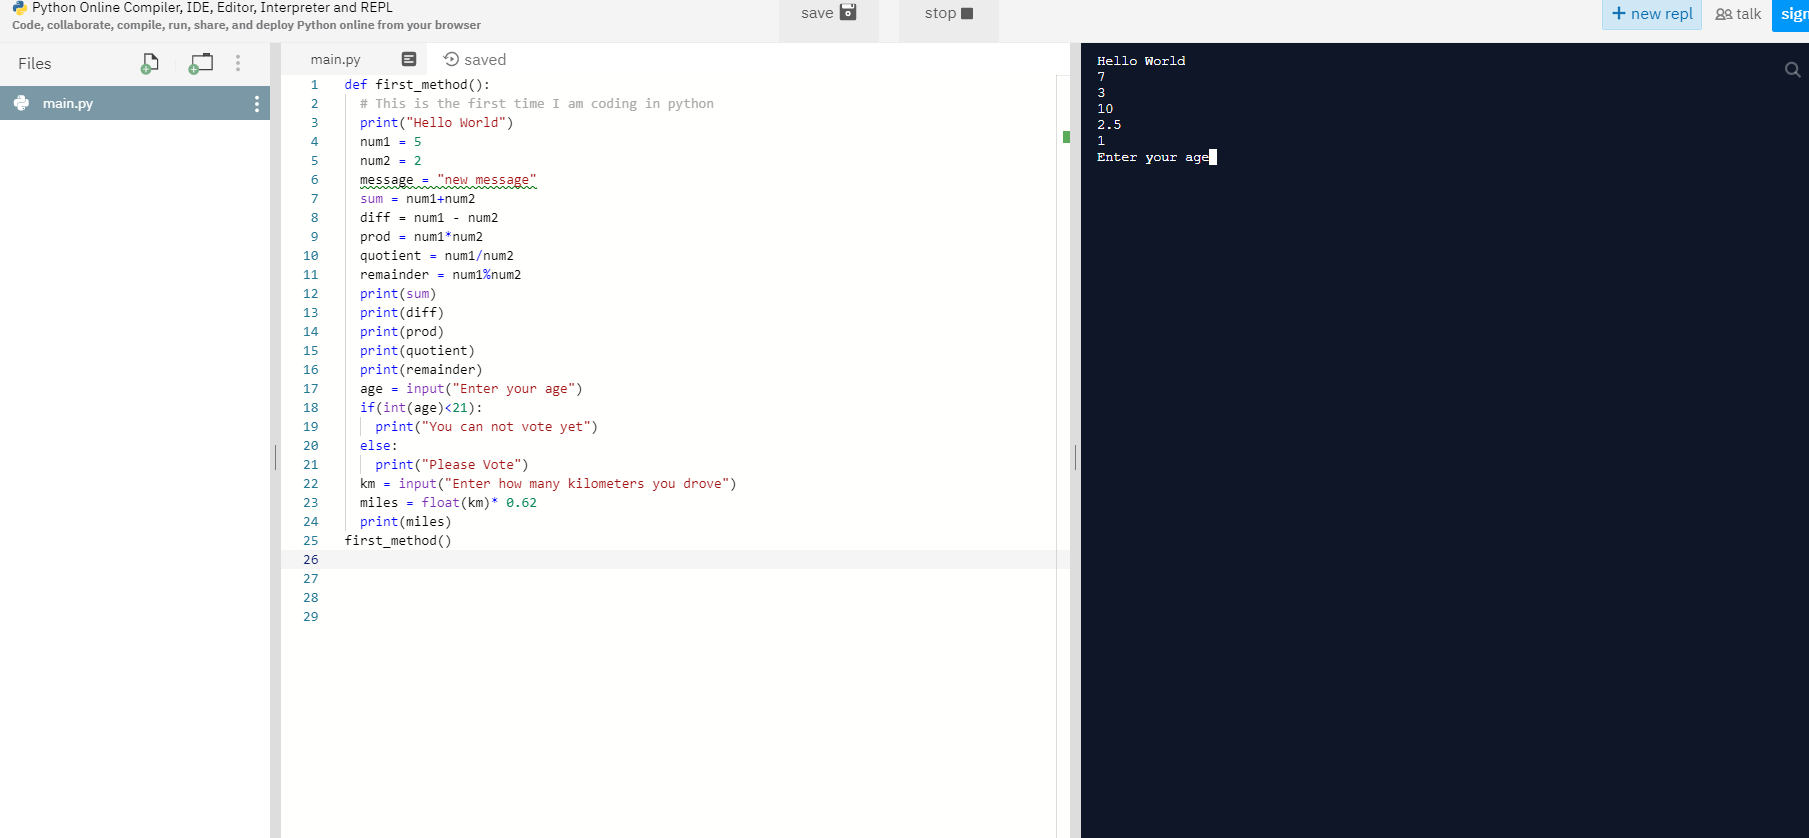 Python Online Compiler, IDE, Editor, Interpreter and REPL
Code, collaborate, compile, run, share, and deploy Python online from your browser
save
stop
+ new repl
talk
sign
Files
main.py
main.py
saved
1 def first_method():
2 # This is the first time I am coding in python
3 print("Hello World")
4 num1 = 5
5 num2 = 2
6 message = "new message"
7 sum = num1+num2
8 diff = num1 - num2
9 prod = num1*num2
10 quotient = num1/num2
11 remainder = num1%num2
12 print(sum)
13 print(diff)
14 print(prod)
15 print(quotient)
16 print(remainder)
17 age = input("Enter your age")
18 if(int(age)<21):
19 print("You can not vote yet")
20 else:
21 print("Please Vote")
22 km = input("Enter how many kilometers you drove")
23 miles = float(km)* 0.62
24 print(miles)
25 first_method()
26
27
28
29
Hello World
7
3
10
2.5
1
Enter your age